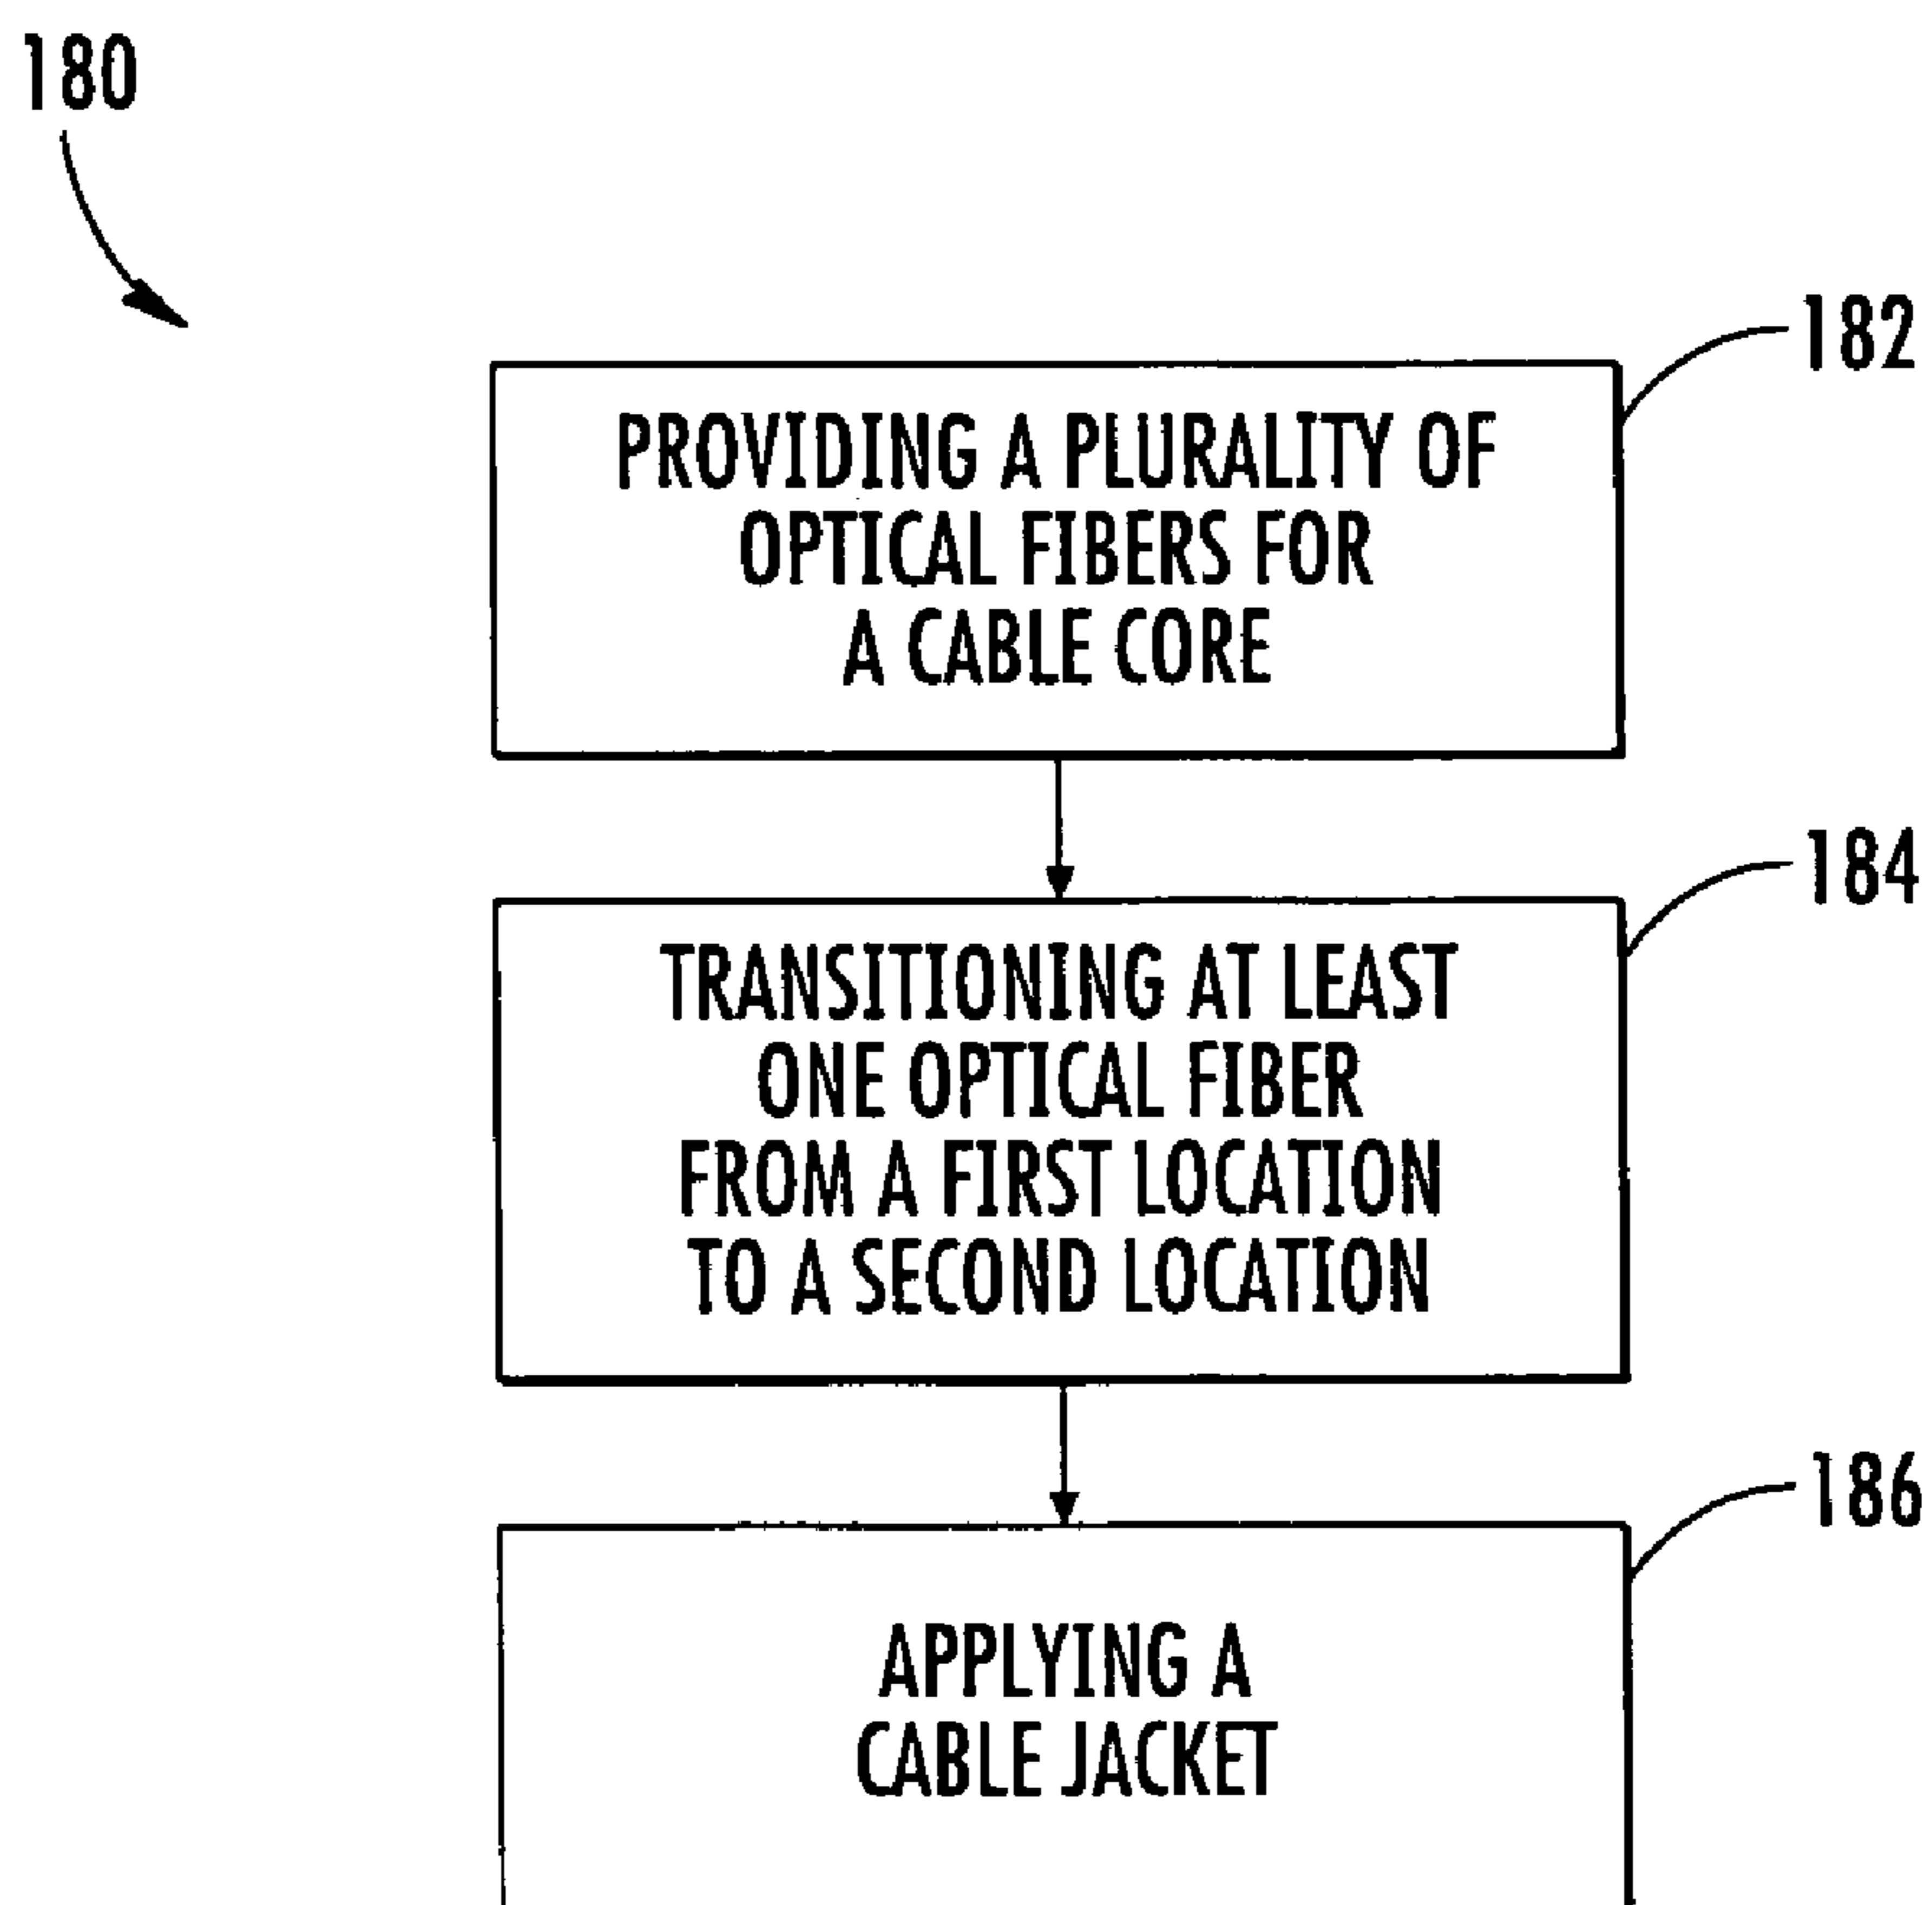 180
182
PROVIDING A PLURALITY OF
OPTICAL FIBERS FOR
A CABLE CORE
184
TRANSITIONING AT LEAST
ONE OPTICAL FIBER
FROM A FIRST LOCATION
TO A SECOND LOCATION
186
APPLYING A
CABLE JACKET